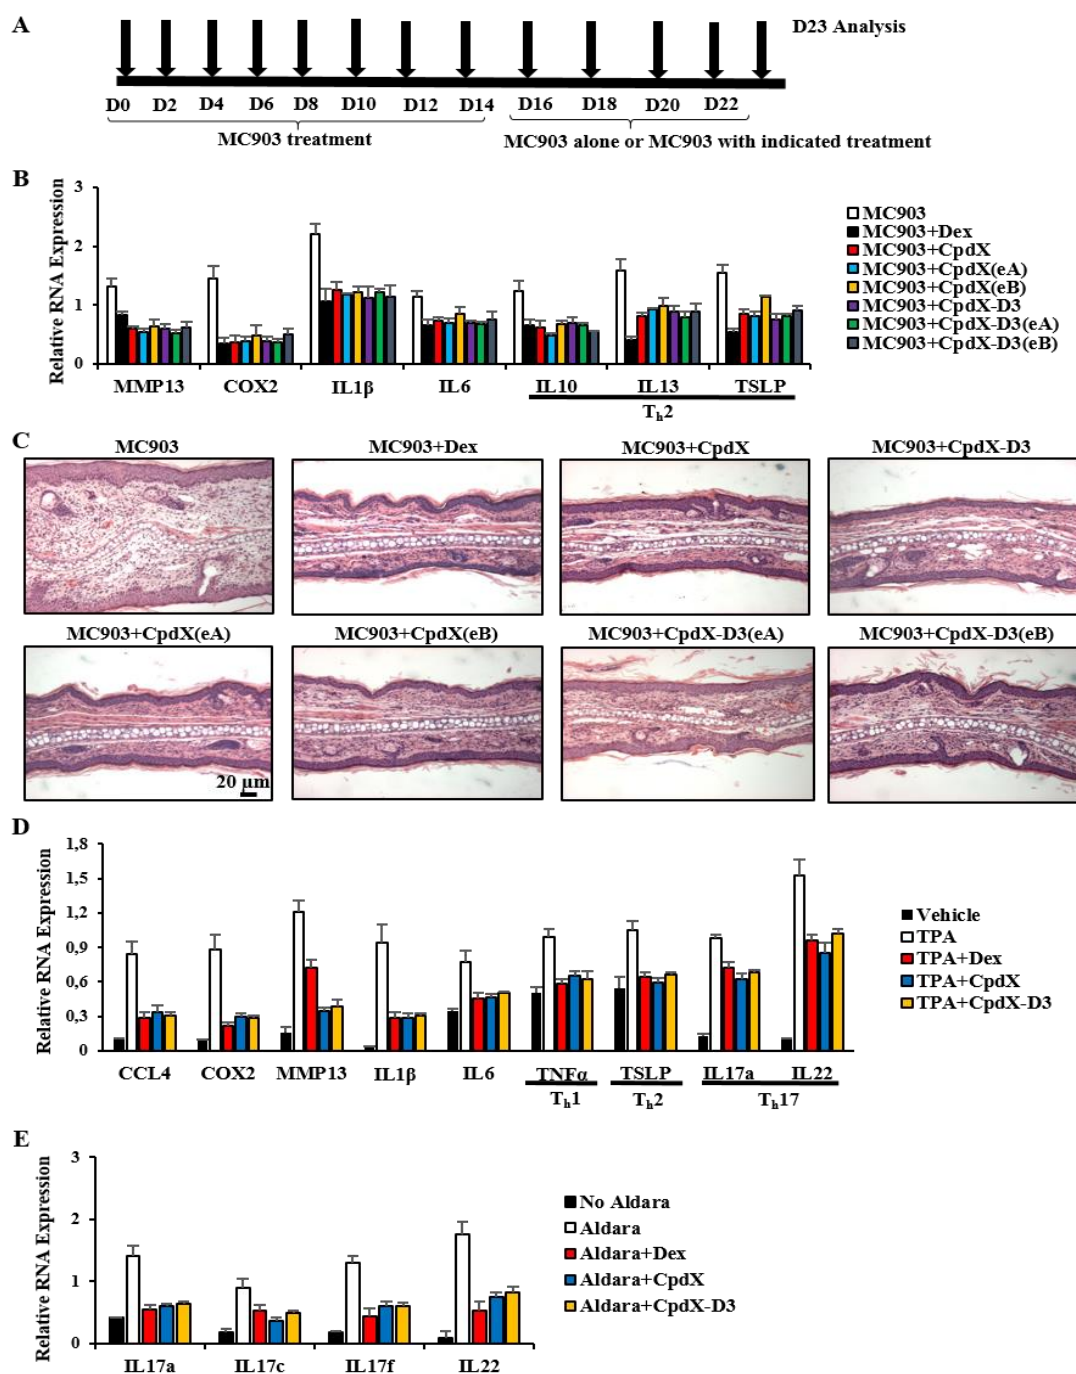 A
D23 Analysis
D0 D2 D4 D6 D8 D10 D12 D14 D16 D18 D20 D22
MC903 treatment
MC903 alone or MC903 with indicated treatment
B
Relative RNA Expression
3
2
1
0
MMP13 COX2 IL1β IL6 IL10 IL13 TSLP
Th2
MC903
MC903+Dex
MC903+CpdX
MC903+CpdX(eA)
MC903+CpdX(eB)
MC903+CpdX-D3
MC903+CpdX-D3(eA)
MC903+CpdX-D3(eB)
C
MC903 MC903+Dex MC903+CpdX MC903+CpdX-D3
MC903+CpdX(eA) MC903+CpdX(eB) MC903+CpdX-D3(eA) MC903+CpdX-D3(eB)
20 µm
D
Relative RNA Expression
1,8
1,5
1,2
0,9
0,6
0,3
0
CCL4 COX2 MMP13 IL1β IL6 TNFα TSLP IL17a IL22
Th1 Th2 Th17
Vehicle
TPA
TPA+Dex
TPA+CpdX
TPA+CpdX-D3
E
Relative RNA Expression
3
2
1
0
IL17a IL17c IL17f IL22
No Aldara
Aldara
Aldara+Dex
Aldara+CpdX
Aldara+CpdX-D3